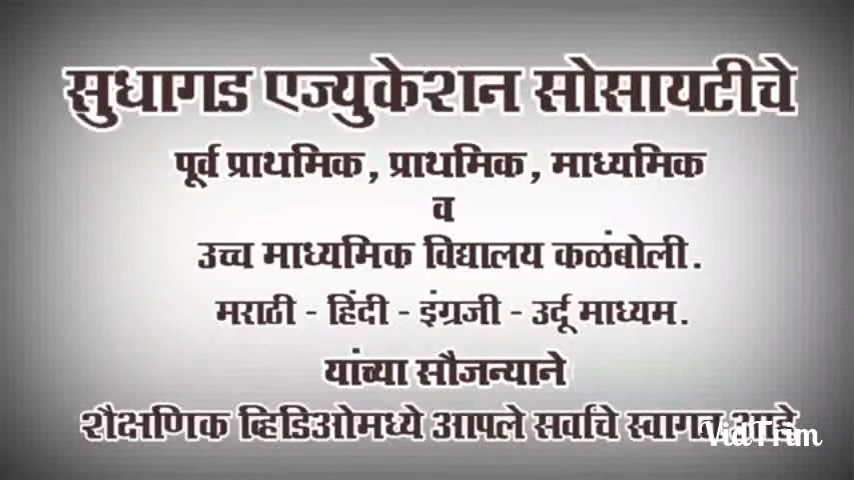 सुधागड एज्युकेशन सोसायटीचे
पूर्व प्राथमिक, प्राथमिक, माध्यमिक
व
उच्च माध्यमिक विद्यालय कळंबोली.
मराठी - हिंदी - इंग्रजी - उर्दू माध्यम.
यांच्या सौजन्याने
शैक्षणिक व्हिडिओमध्ये आपले सर्वांचे स्वागत आहे
VidTrim